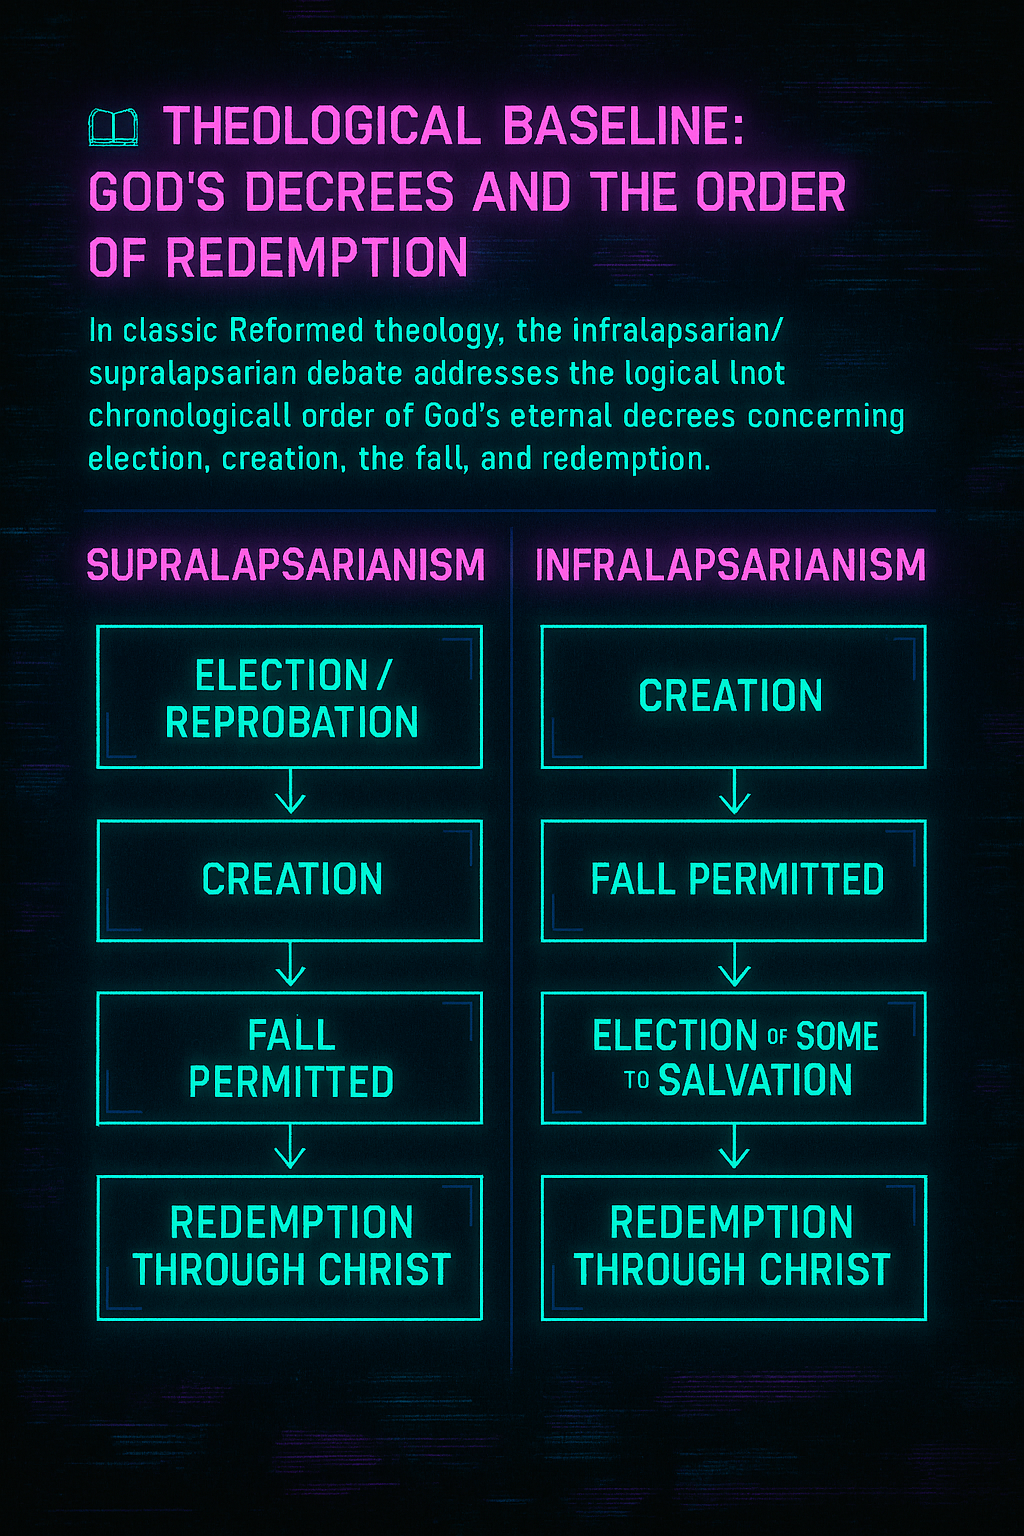 THEOLOGICAL BASELINE:
GOD'S DECREES AND THE ORDER
OF REDEMPTION
In classic Reformed theology, the infralapsarian/
supralapsarian debate addresses the logical lnot
chronologicall order of God's eternal decrees concerning
election, creation, the fall, and redemption.
SUPRALAPSARIANISM
ELECTION /
REPROBATION
CREATION
FALL
PERMITTED
REDEMPTION
THROUGH CHRIST
INFRALAPSARIANISM
CREATION
FALL PERMITTED
ELECTION OF SOME
TO SALVATION
REDEMPTION
THROUGH CHRIST